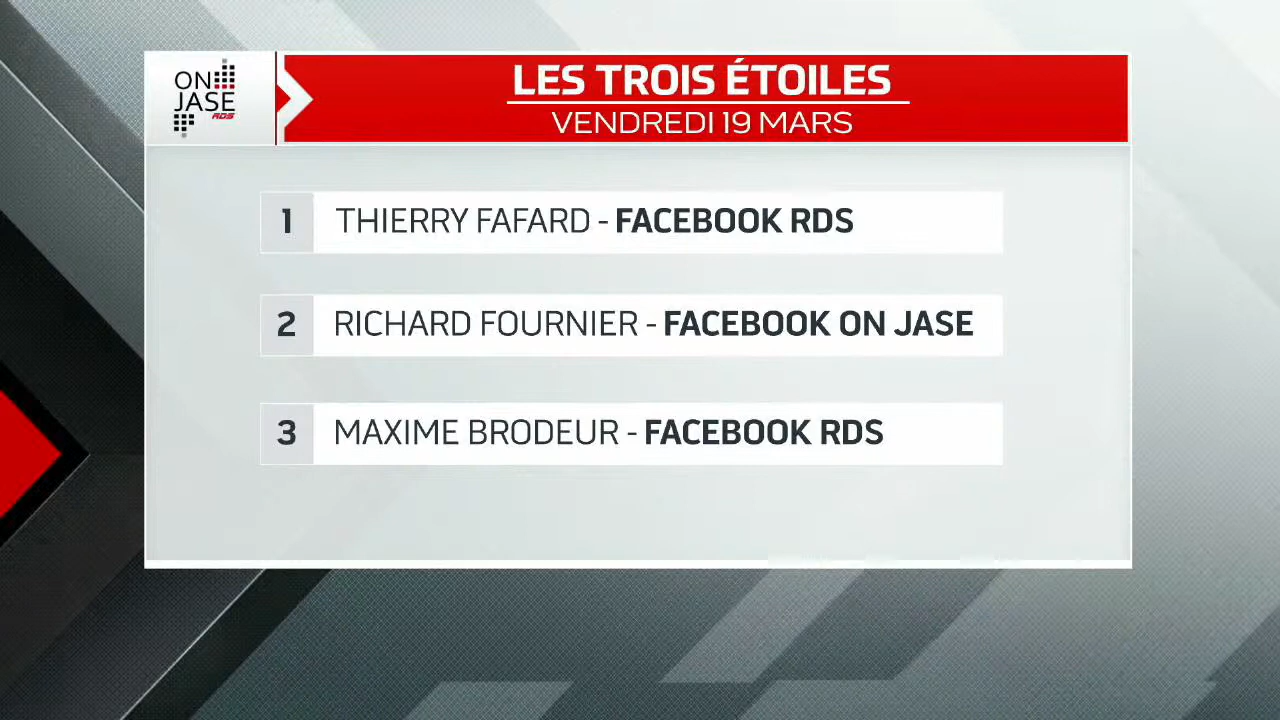 ON
JASE
RDS
LES TROIS ÉTOILES
VENDREDI 19 MARS
1 THIERRY FAFARD - FACEBOOK RDS
2 RICHARD FOURNIER - FACEBOOK ON JASE
3 MAXIME BRODEUR - FACEBOOK RDS